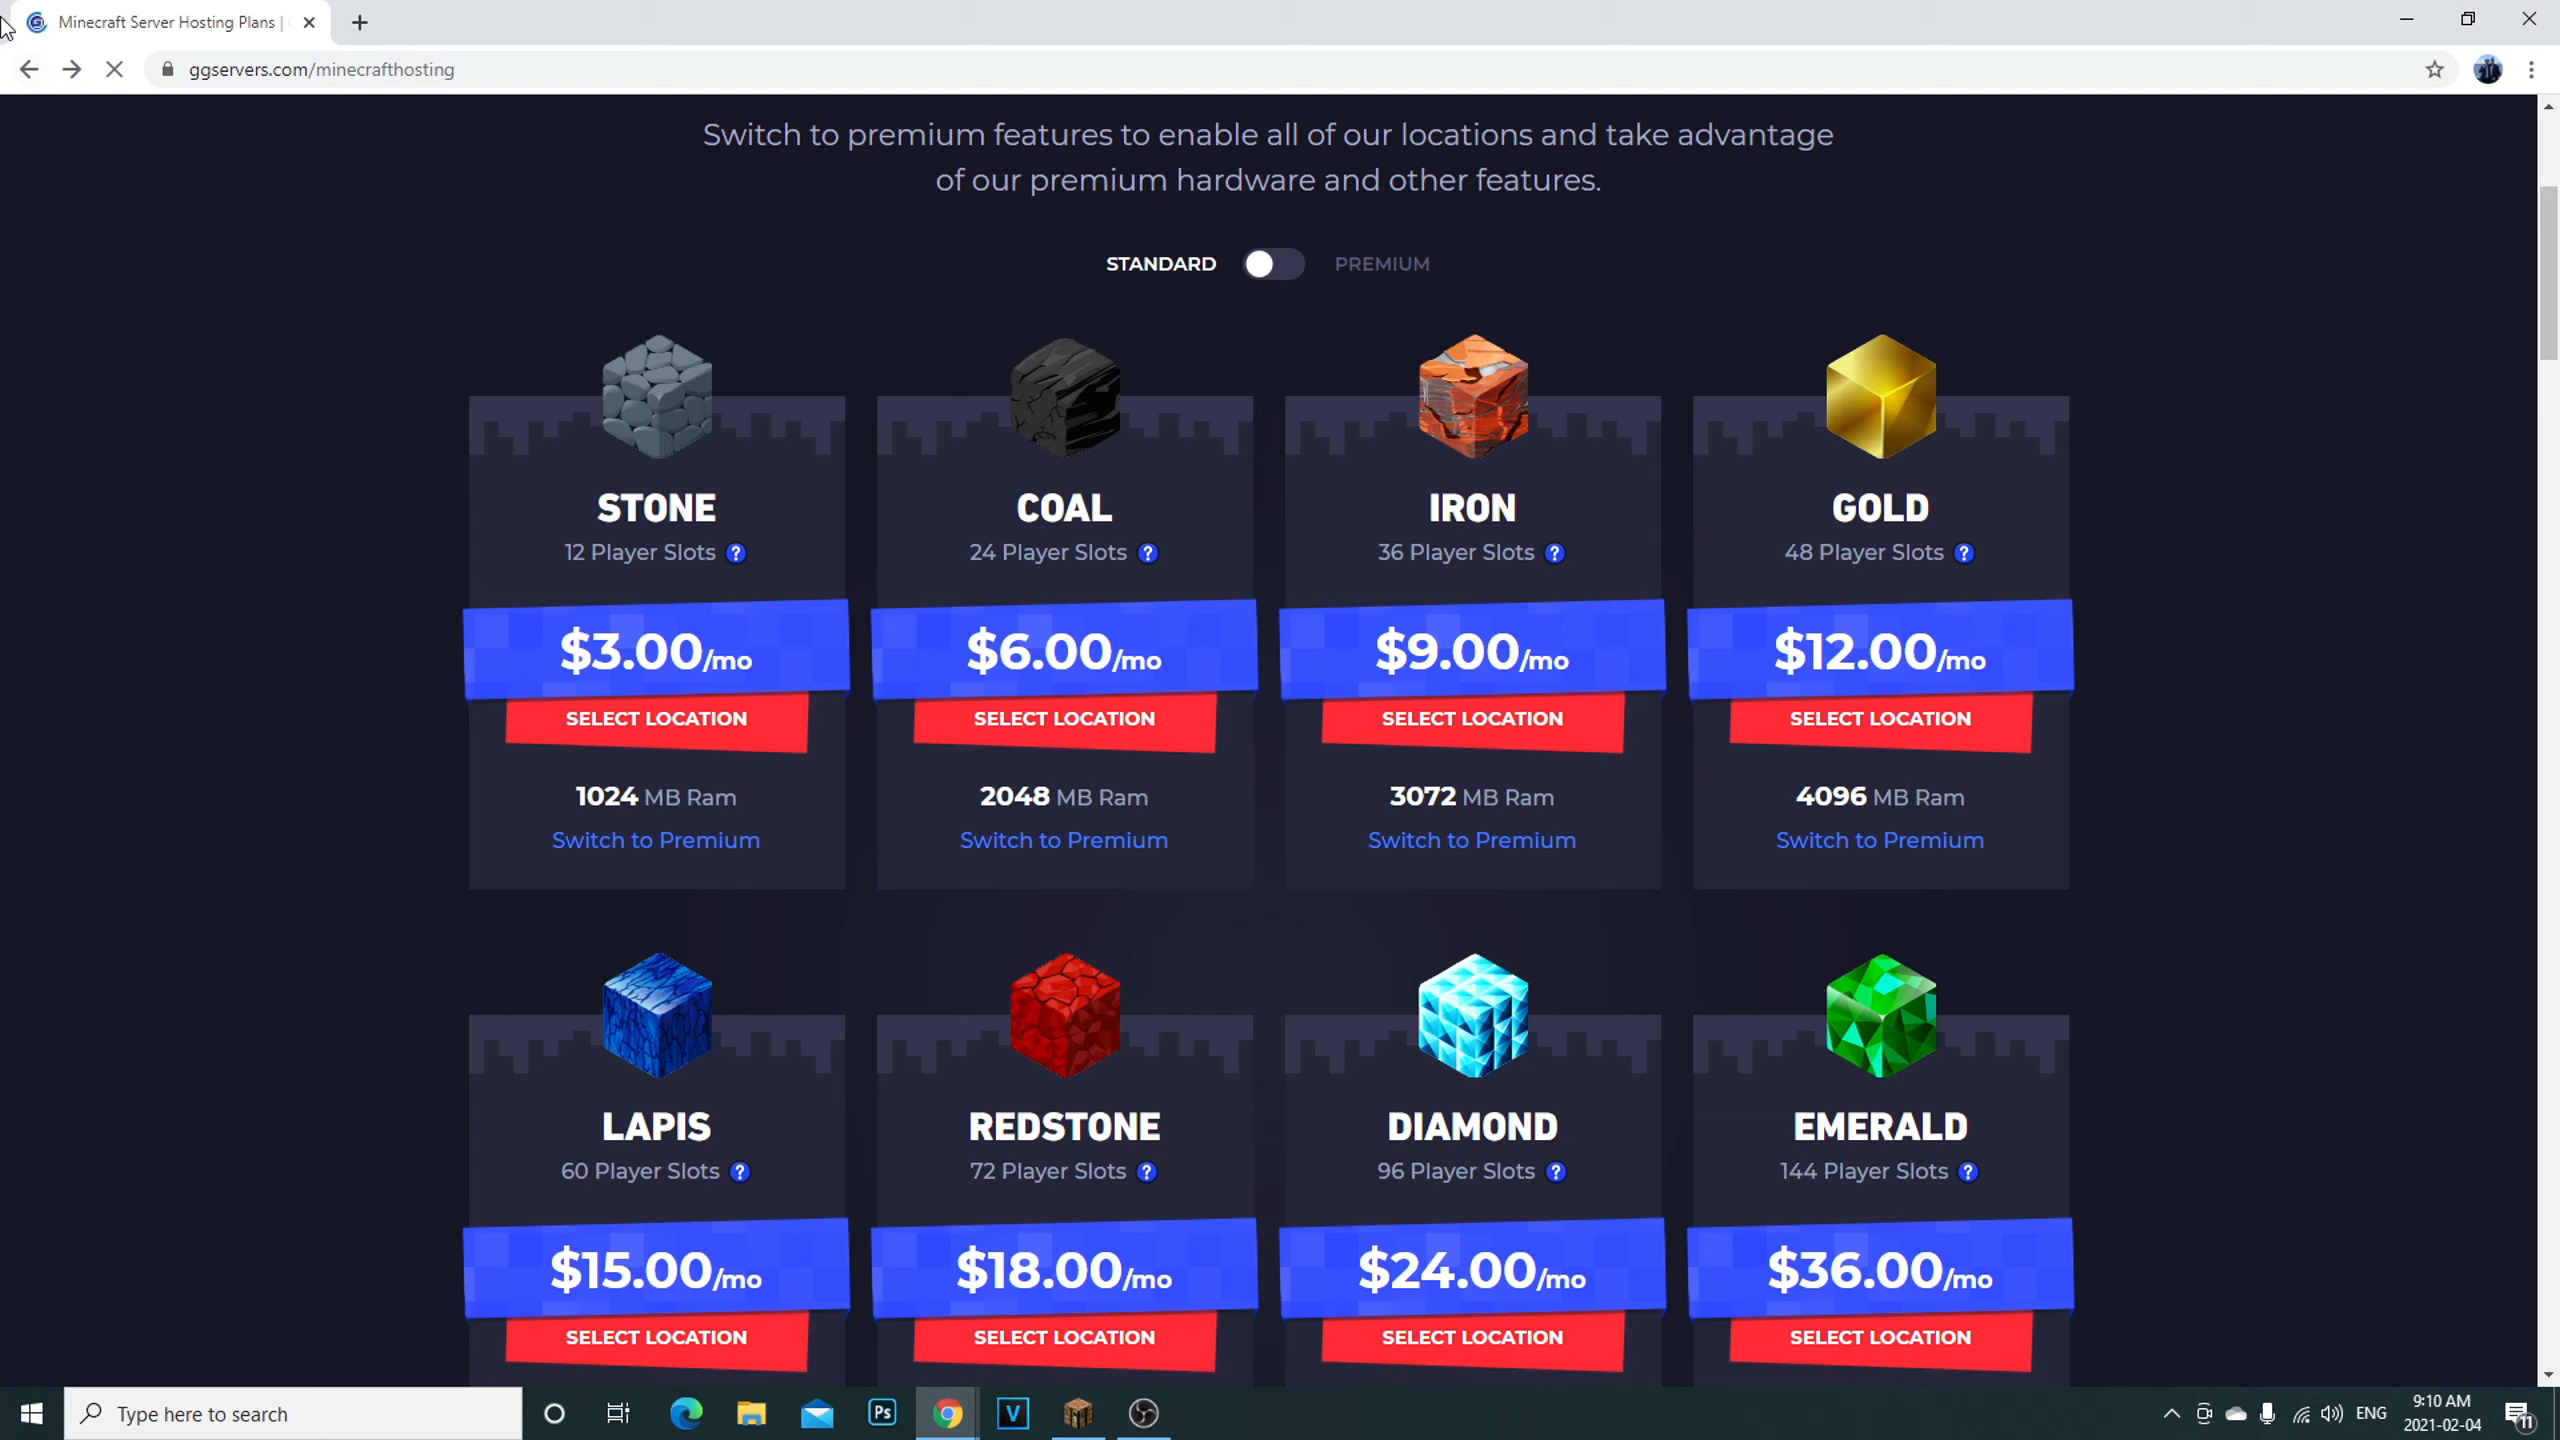 Minecraft Server Hosting Plans |
ggservers.com/minecrafthosting
Switch to premium features to enable all of our locations and take advantage
of our premium hardware and other features.
STANDARD PREMIUM
STONE COAL IRON GOLD
12 Player Slots ? 24 Player Slots ? 36 Player Slots ? 48 Player Slots ?
$3.00/mo $6.00/mo $9.00/mo $12.00/mo
SELECT LOCATION SELECT LOCATION SELECT LOCATION SELECT LOCATION
1024 MB Ram 2048 MB Ram 3072 MB Ram 4096 MB Ram
Switch to Premium Switch to Premium Switch to Premium Switch to Premium
LAPIS REDSTONE DIAMOND EMERALD
60 Player Slots ? 72 Player Slots ? 96 Player Slots ? 144 Player Slots ?
$15.00/mo $18.00/mo $24.00/mo $36.00/mo
SELECT LOCATION SELECT LOCATION SELECT LOCATION SELECT LOCATION
Type here to search Ps V ENG 9:10 AM 11
2021-02-04